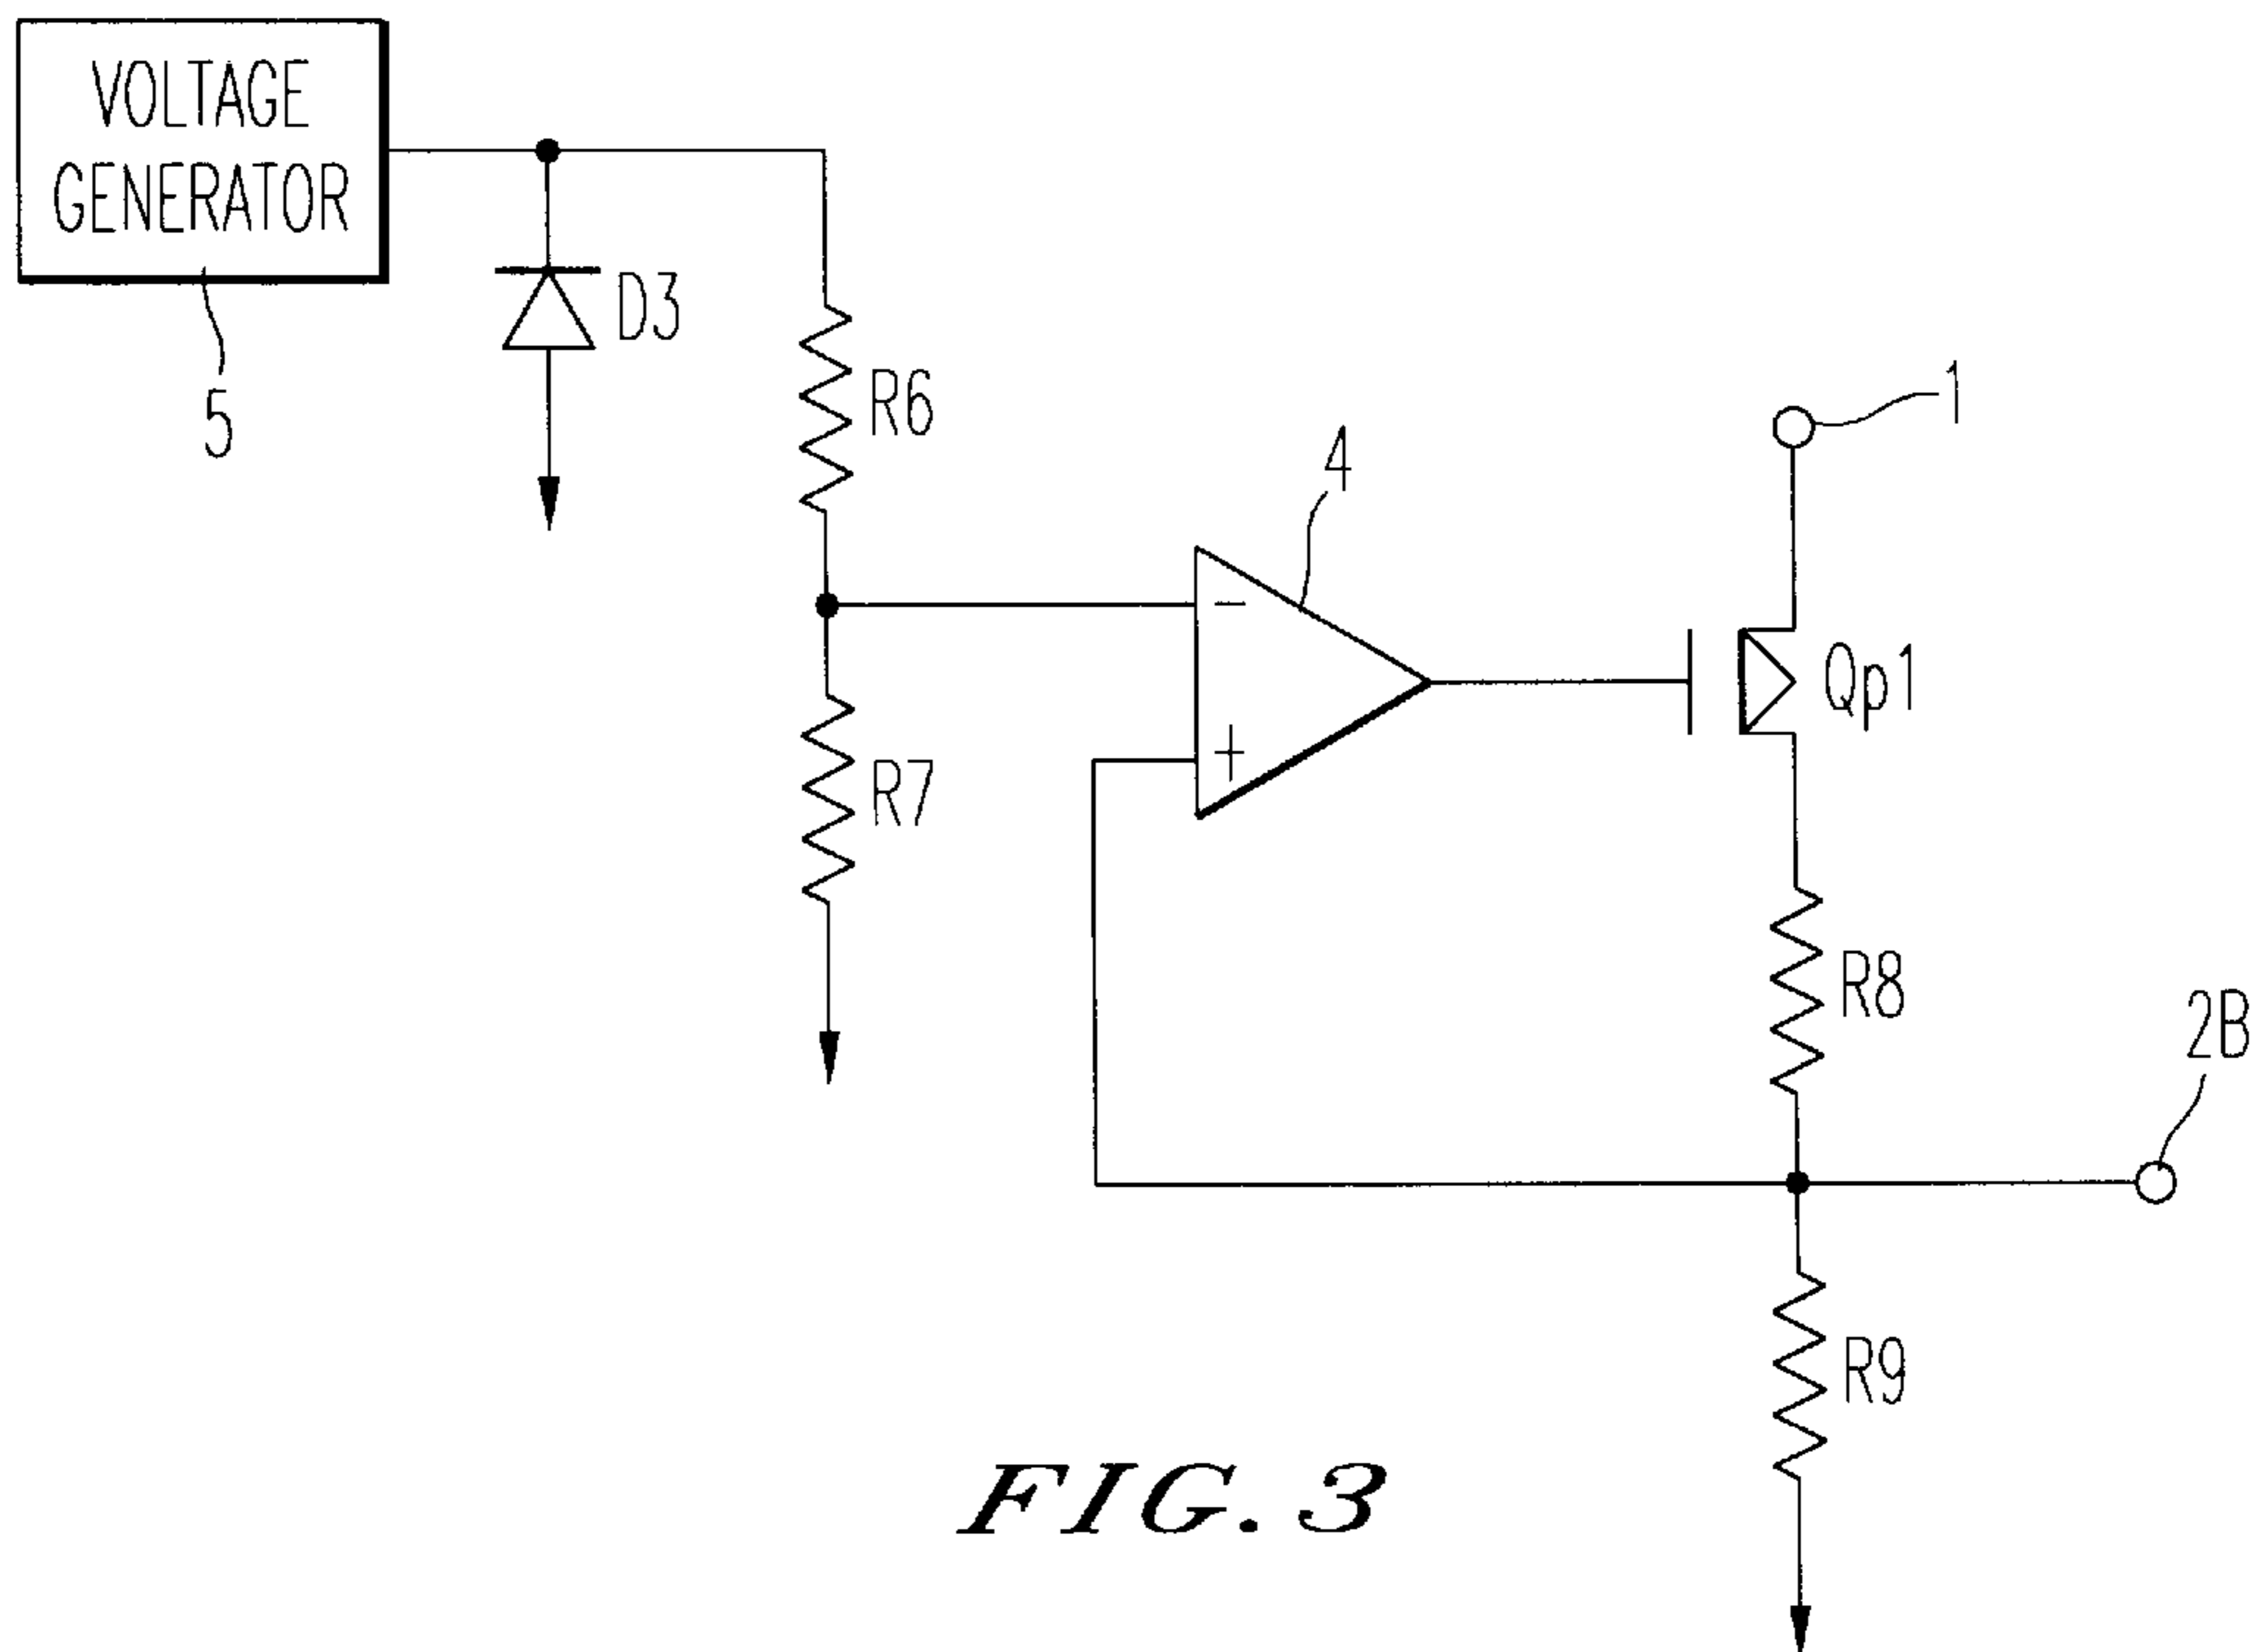 VOLTAGE
GENERATOR
5
D3
R6
1
4
−
Qp1
+
R7
R8
2B
R9
FIG. 3